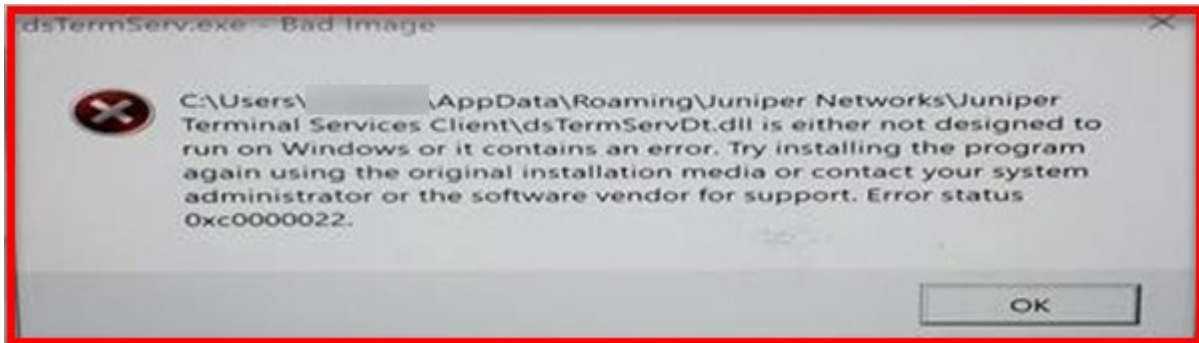 dsTermServ.exe - Bad Image
C:\Users\ \AppData\Roaming\Juniper Networks\Juniper
Terminal Services Client\dsTermServDt.dll is either not designed to
run on Windows or it contains an error. Try installing the program
again using the original installation media or contact your system
administrator or the software vendor for support. Error status
0xc0000022.
OK